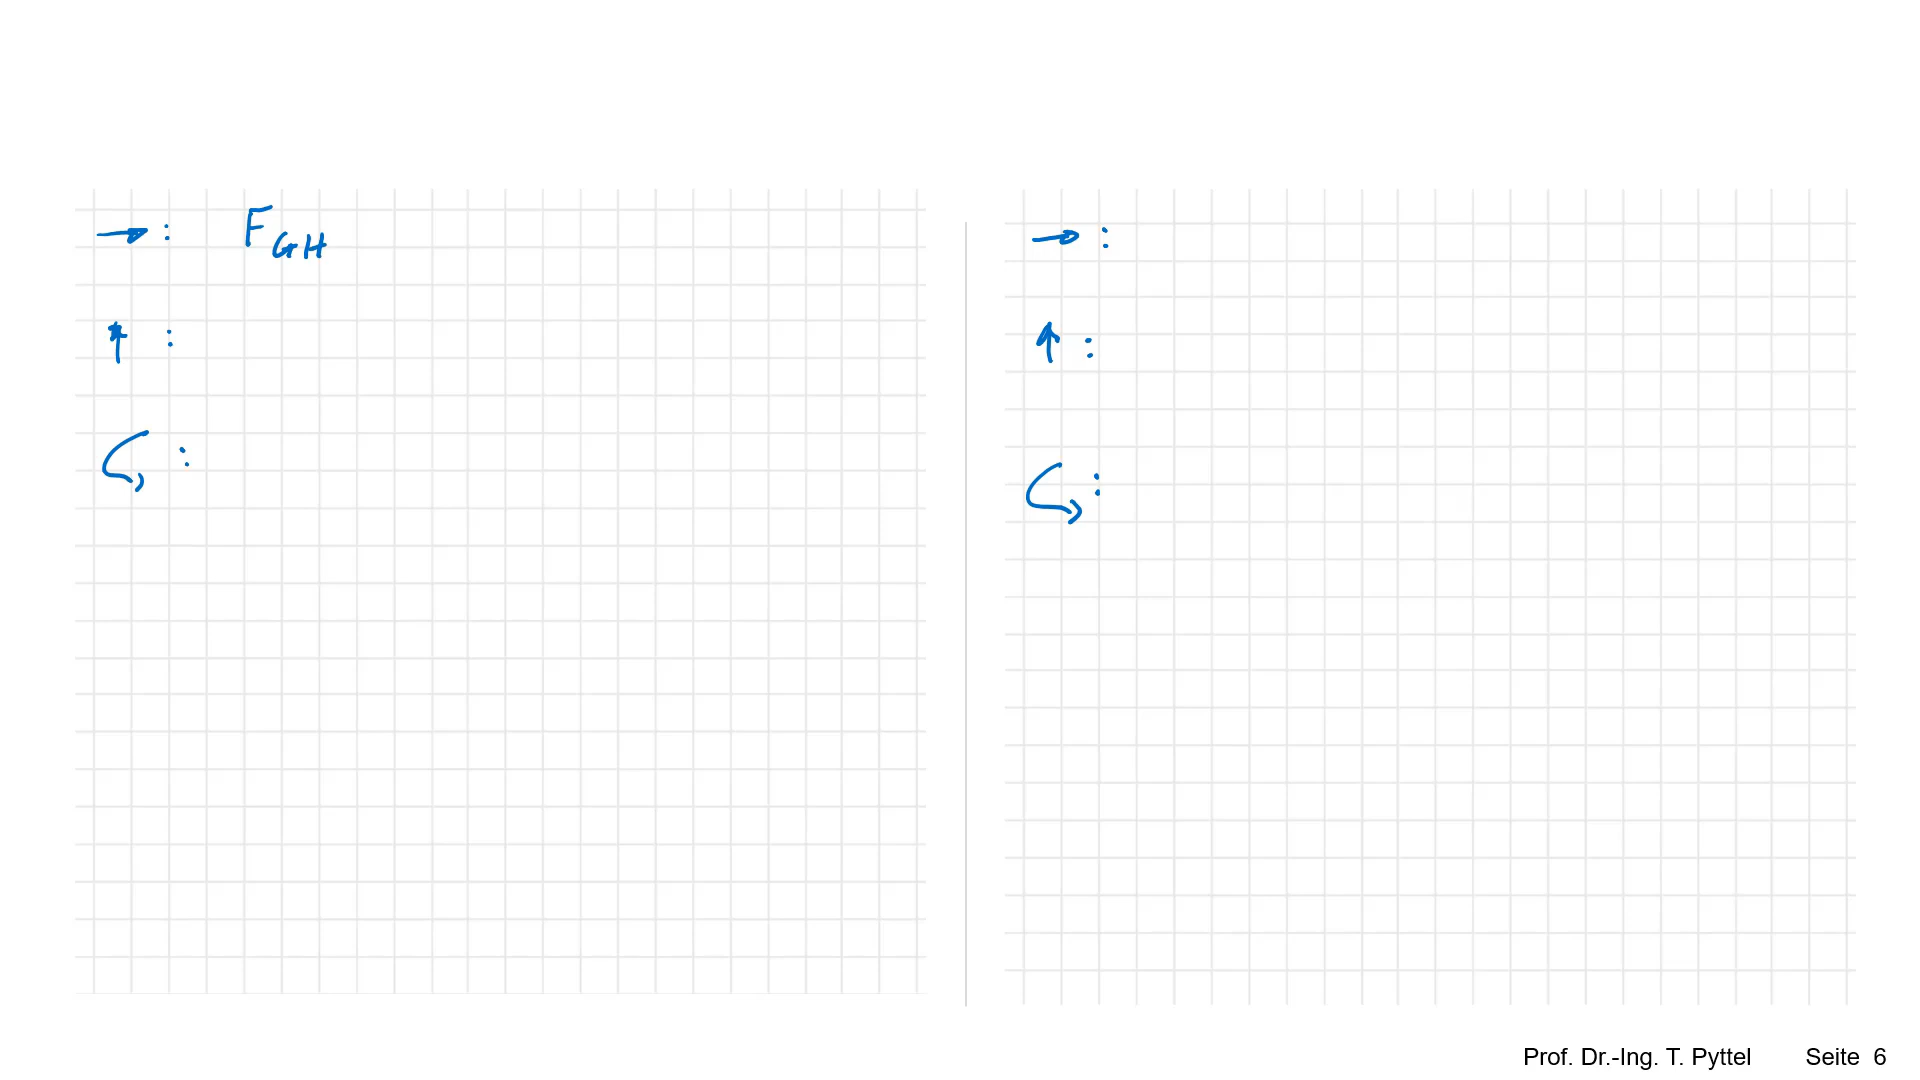 →: F_GH
↑:
⤹:
→:
↑:
⤹:
Prof. Dr.-Ing. T. Pyttel Seite 6